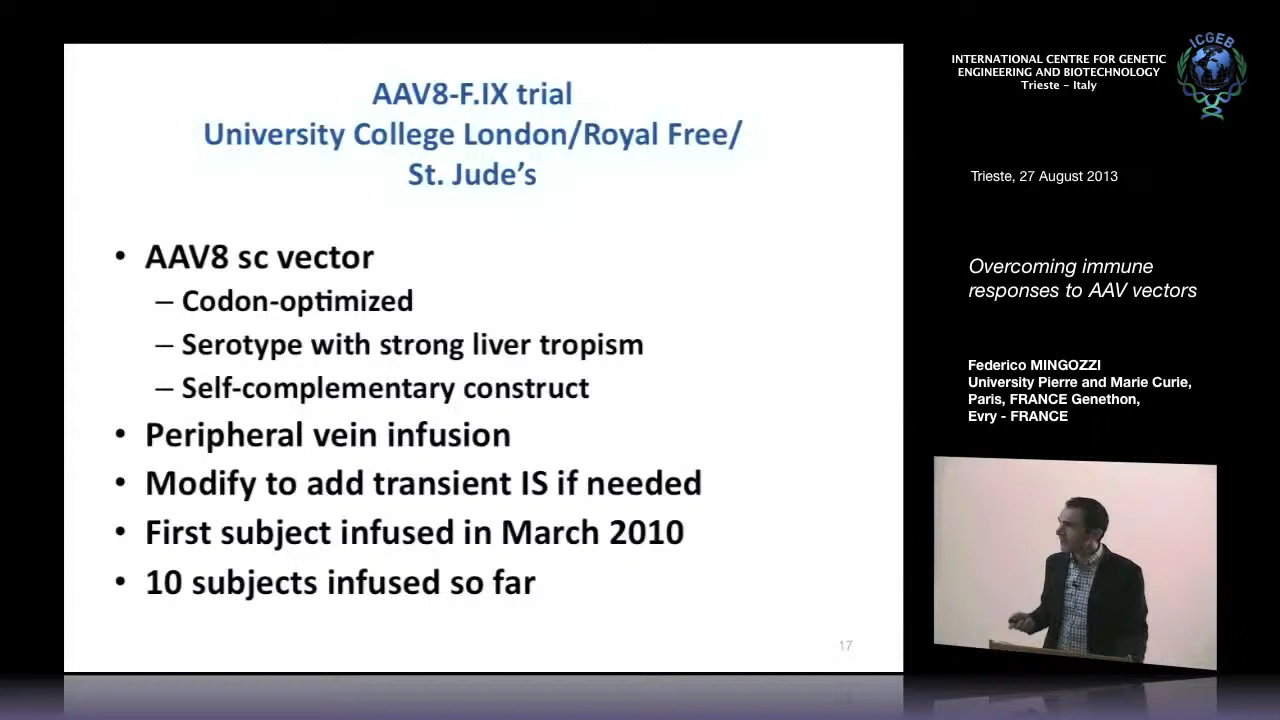 AAV8-F.IX trial
University College London/Royal Free/
St. Jude's
• AAV8 sc vector
– Codon-optimized
– Serotype with strong liver tropism
– Self-complementary construct
• Peripheral vein infusion
• Modify to add transient IS if needed
• First subject infused in March 2010
• 10 subjects infused so far
17
ICGEB
INTERNATIONAL CENTRE FOR GENETIC
ENGINEERING AND BIOTECHNOLOGY
Trieste – Italy
Trieste, 27 August 2013
Overcoming immune
responses to AAV vectors
Federico MINGOZZI
University Pierre and Marie Curie,
Paris, FRANCE Genethon,
Evry - FRANCE